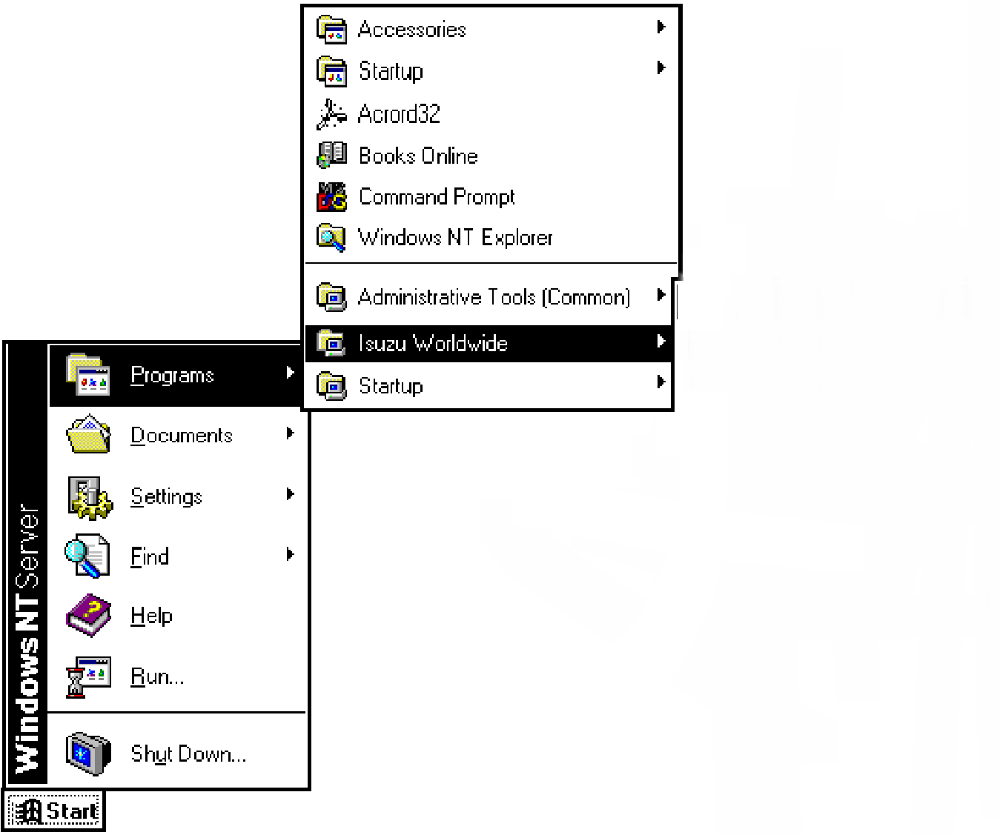 Accessories
Startup
Acrord32
Books Online
Command Prompt
Windows NT Explorer
Administrative Tools (Common)
Isuzu Worldwide
Startup
Programs
Documents
Settings
Find
Help
Run...
Shut Down...
Windows NT Server
Start